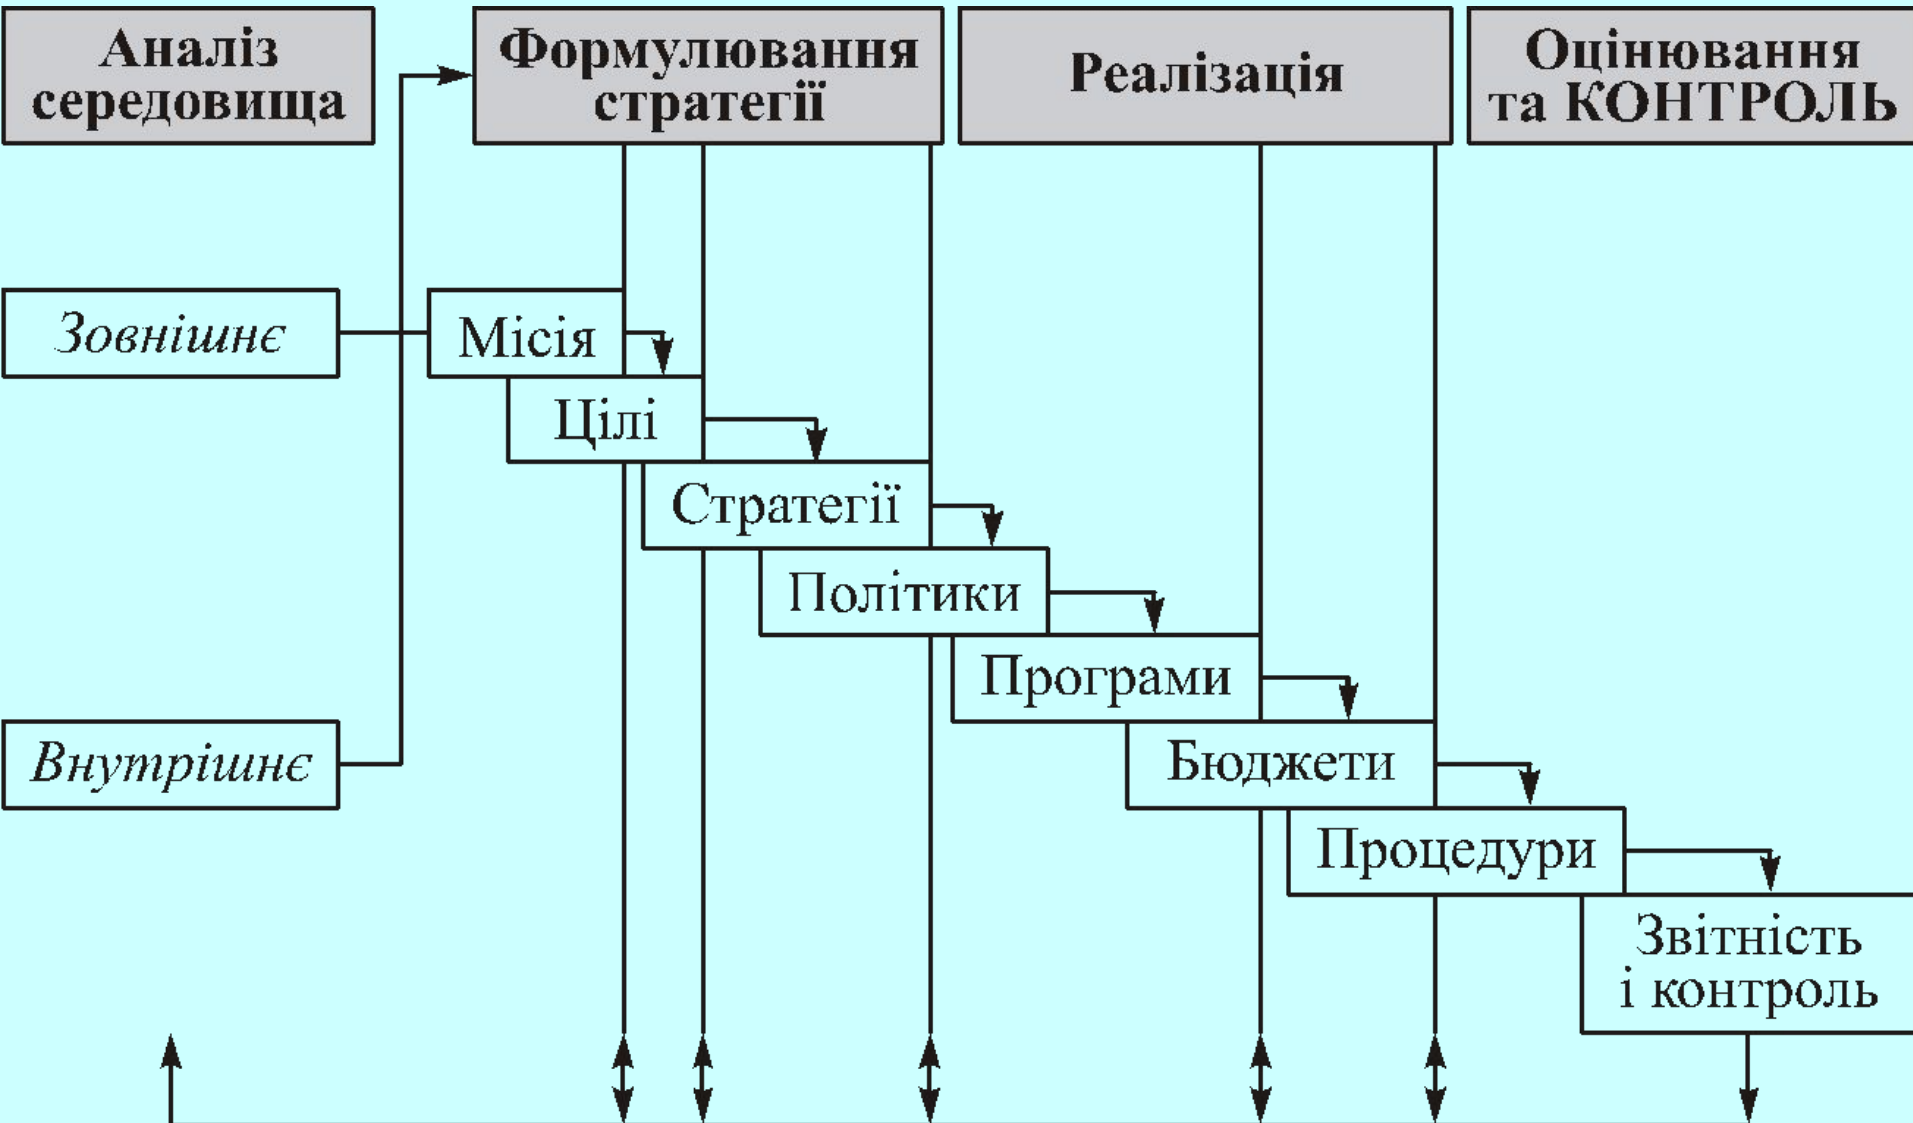 Аналіз
середовища
Формулювання
стратегії
Реалізація
Оцінювання
та КОНТРОЛЬ
Зовнішнє
Місія
Цілі
Стратегії
Політики
Програми
Внутрішнє
Бюджети
Процедури
Звітність
і контроль